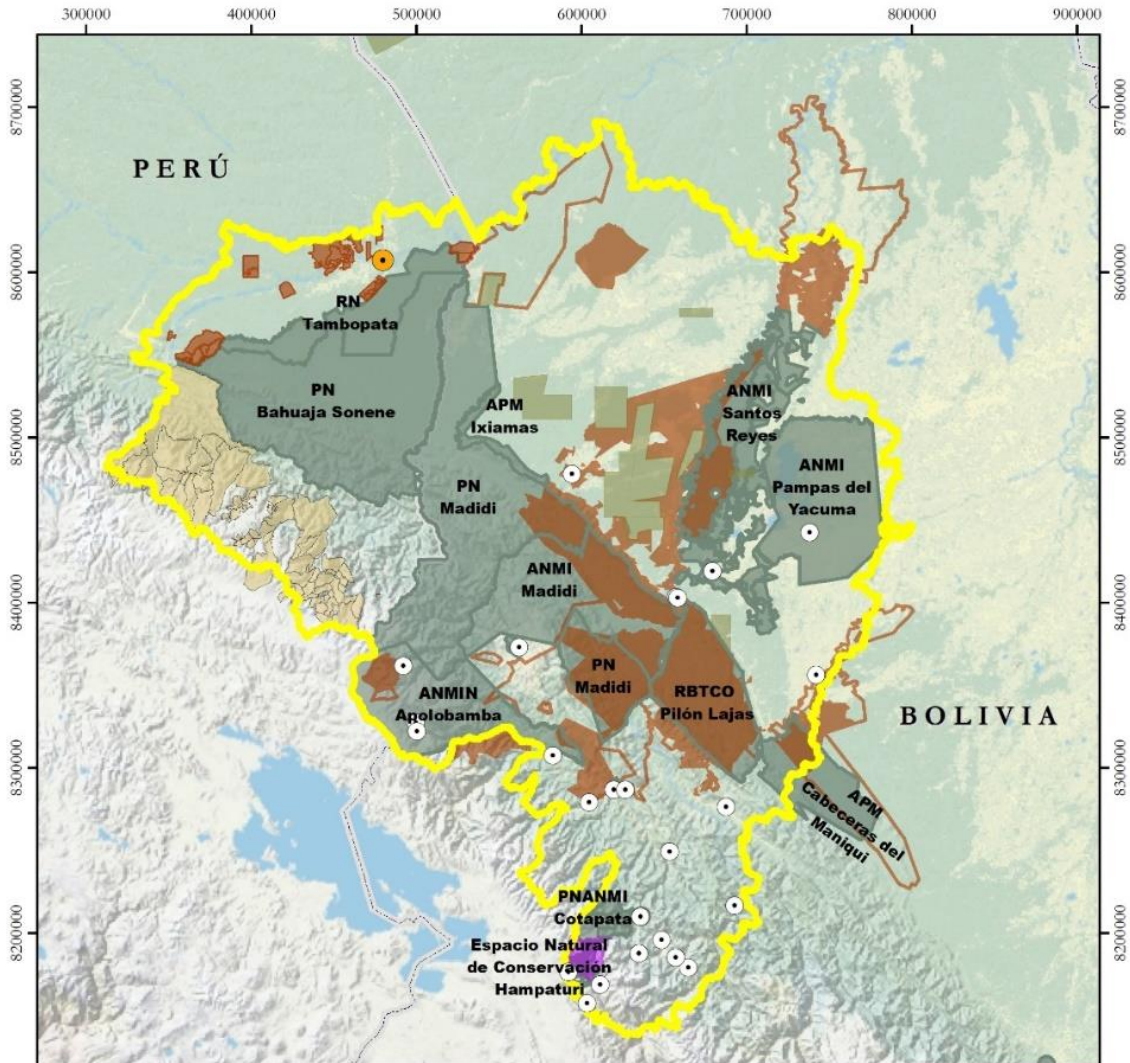 300000
400000
500000
600000
700000
800000
900000
8700000
8700000
PERÚ
8600000
8600000
RN
Tambopata
PN
Bahuaja Sonene
APM
Ixiamas
ANMI
Santos
Reyes
8500000
8500000
ANMI
Pampas del
Yacuma
PN
Madidi
ANMI
Madidi
8400000
8400000
PN
Madidi
RBTCO
Pilón Lajas
ANMIN
Apolobamba
BOLIVIA
8300000
8300000
APM
Cabeceras del
Maniqui
PNANMI
Cotapata
8200000
8200000
Espacio Natural
de Conservación
Hampaturi